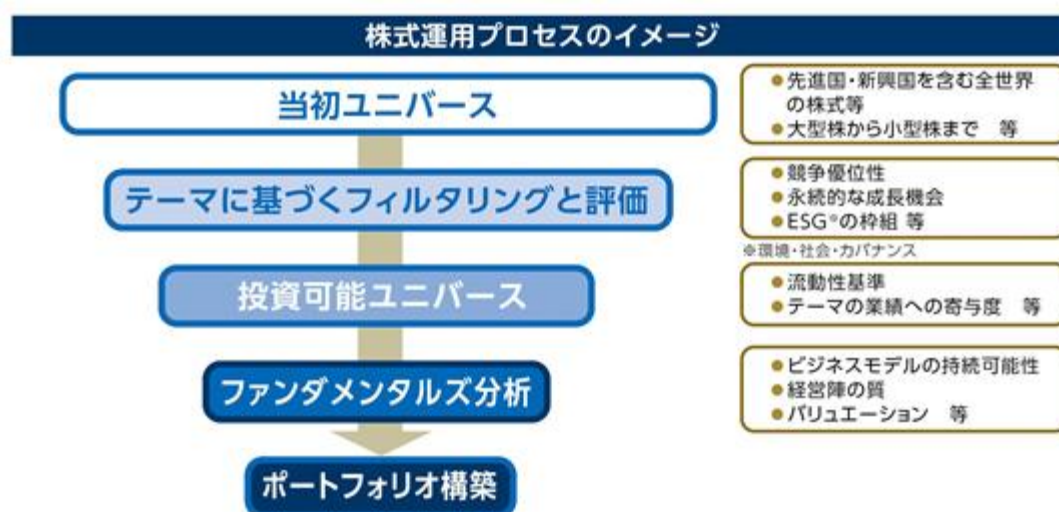 株式運用プロセスのイメージ
当初ユニバース
●先進国・新興国を含む全世界
の株式等
●大型株から小型株まで 等
テーマに基づくフィルタリングと評価
●競争優位性
●永続的な成長機会
●ESG※の枠組 等
※環境・社会・ガバナンス
投資可能ユニバース
●流動性基準
●テーマの業績への寄与度 等
ファンダメンタルズ分析
●ビジネスモデルの持続可能性
●経営陣の質
●バリュエーション 等
ポートフォリオ構築